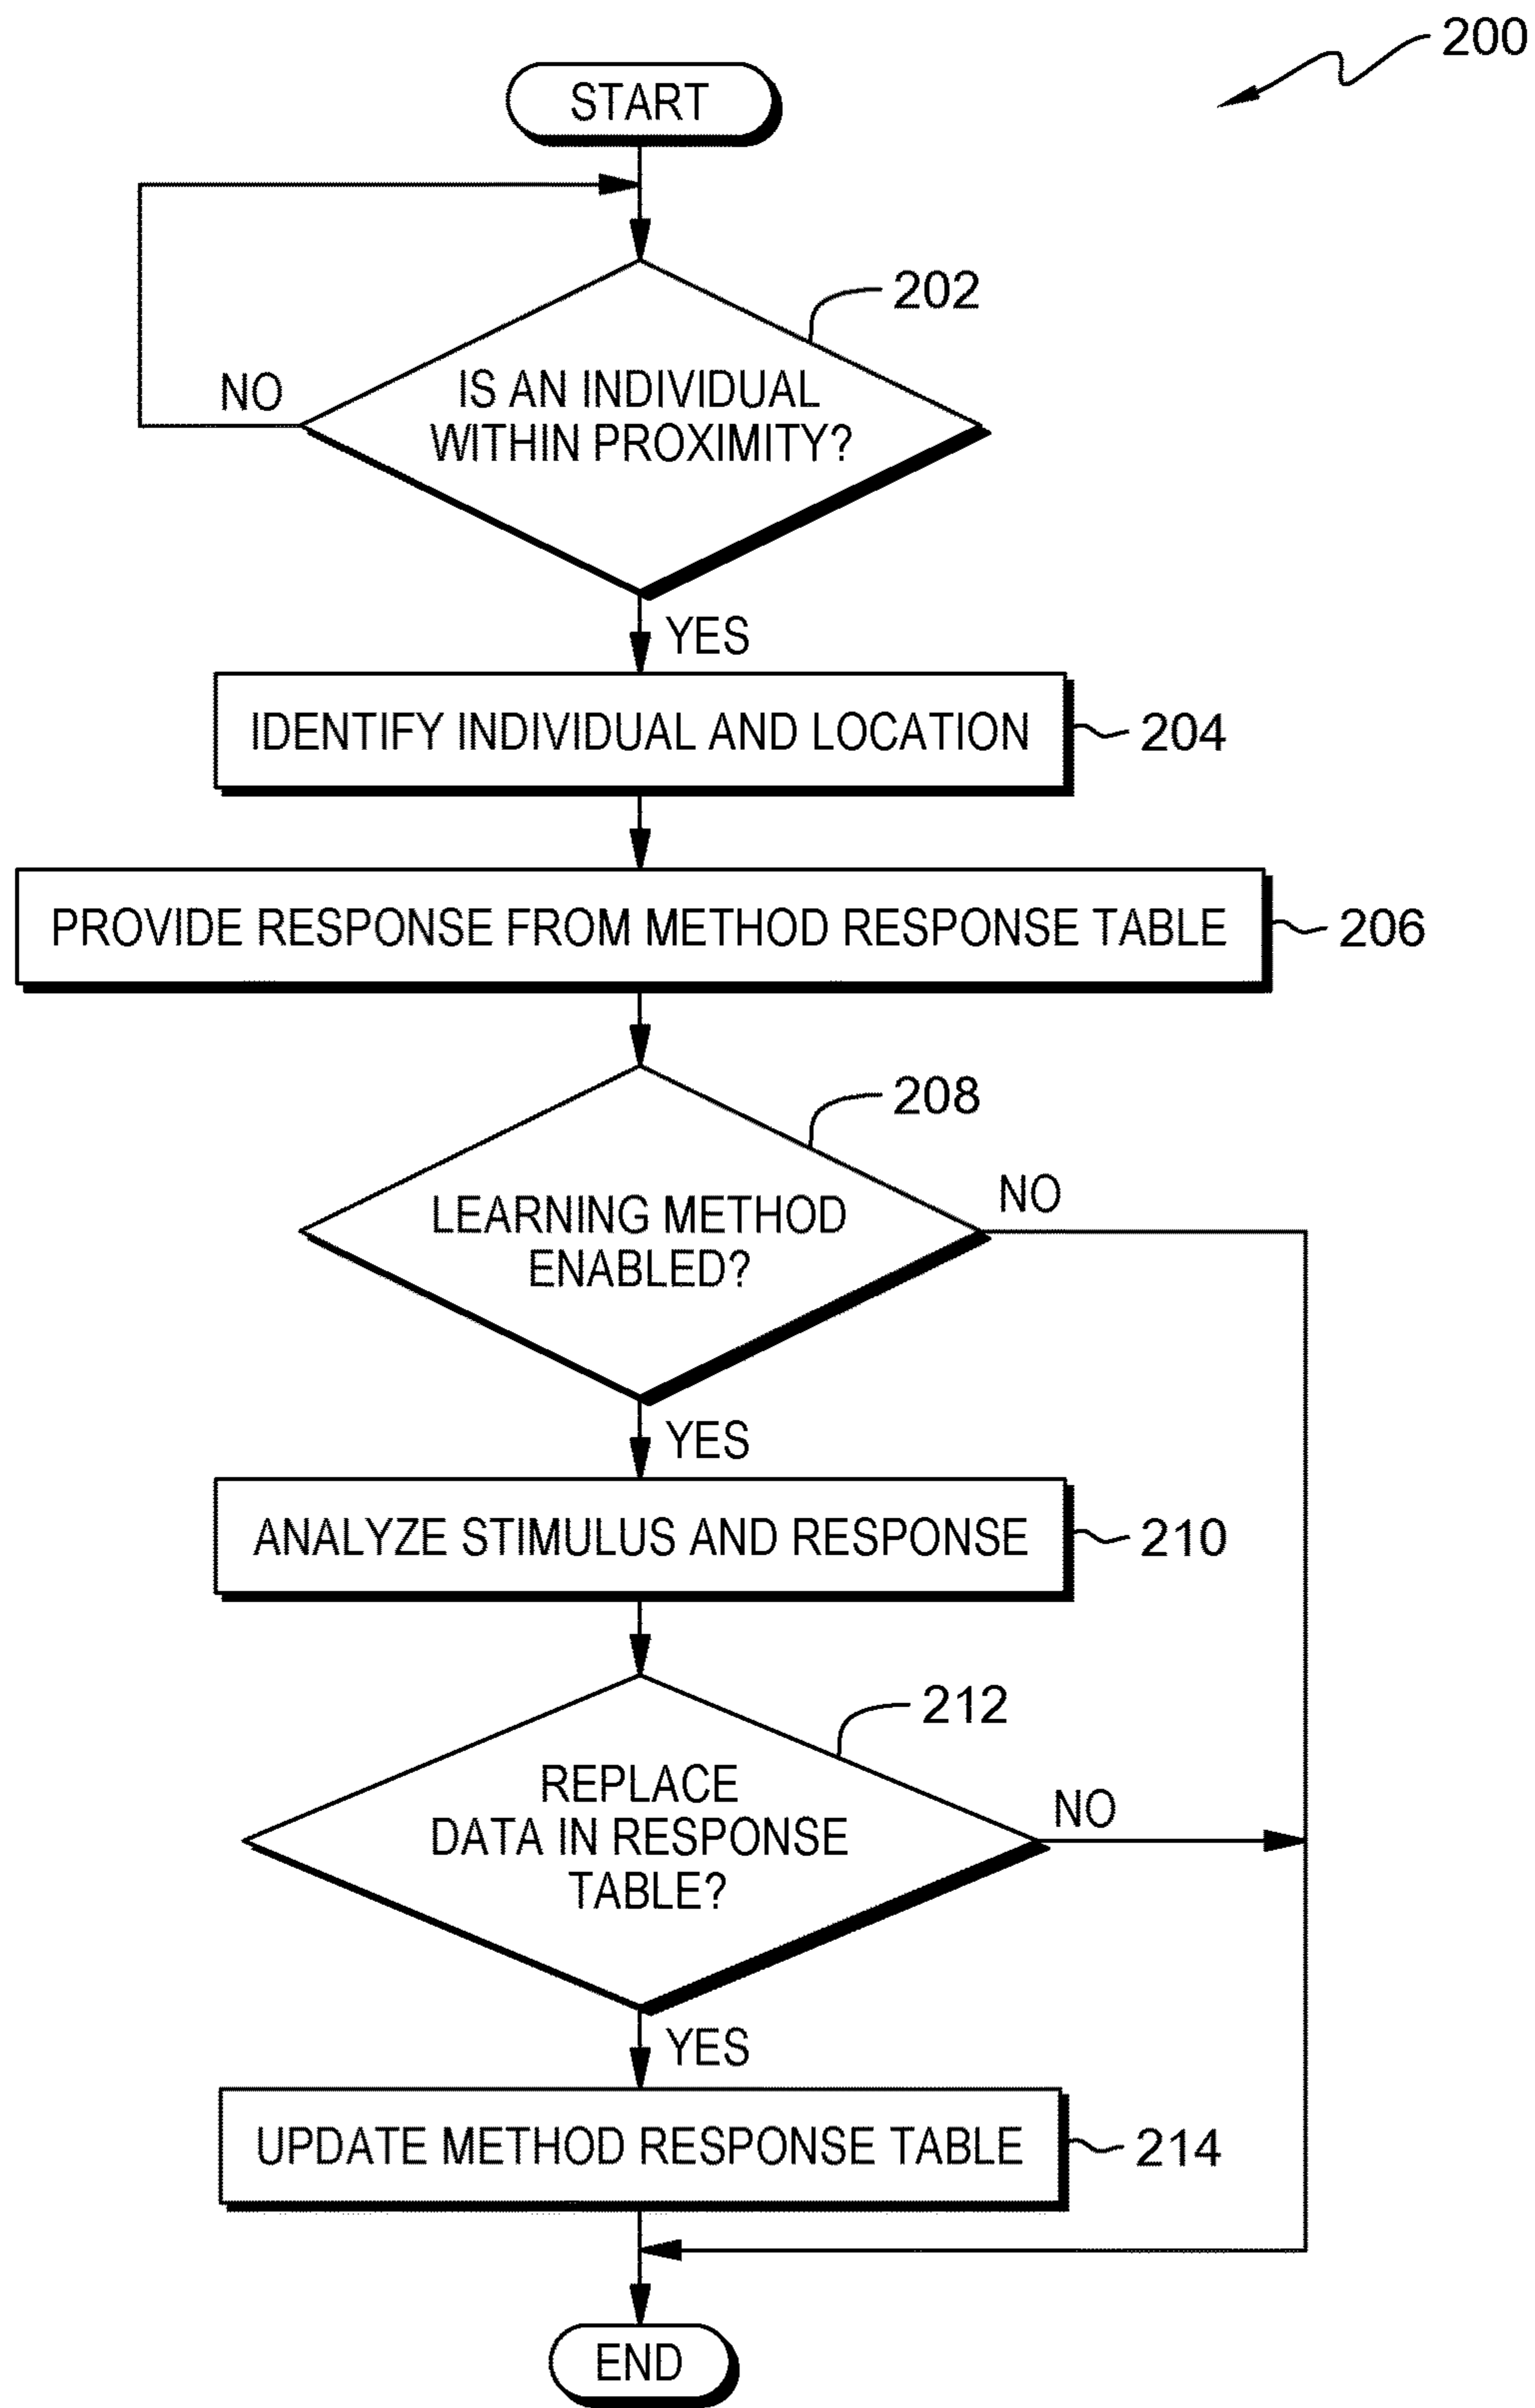 200
START
202
IS AN INDIVIDUAL
WITHIN PROXIMITY?
NO
YES
IDENTIFY INDIVIDUAL AND LOCATION
204
PROVIDE RESPONSE FROM METHOD RESPONSE TABLE
206
208
LEARNING METHOD
ENABLED?
NO
YES
ANALYZE STIMULUS AND RESPONSE
210
212
REPLACE
DATA IN RESPONSE
TABLE?
NO
YES
UPDATE METHOD RESPONSE TABLE
214
END